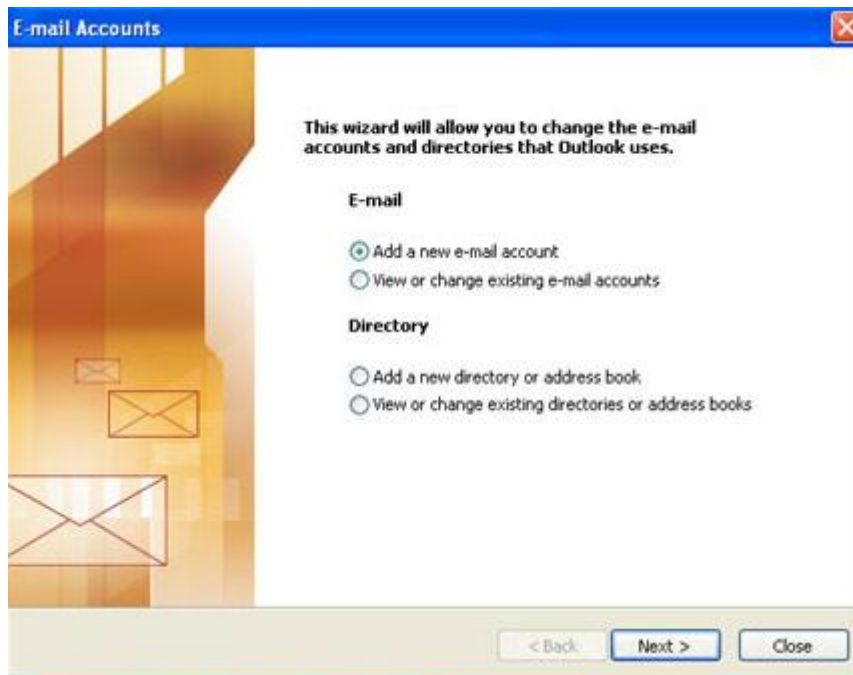 E-mail Accounts
This wizard will allow you to change the e-mail
accounts and directories that Outlook uses.
E-mail
Add a new e-mail account
View or change existing e-mail accounts
Directory
Add a new directory or address book
View or change existing directories or address books
< Back Next > Close